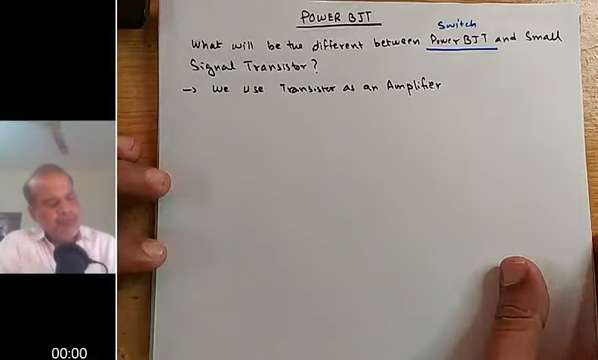 POWER BJT
Switch
What will be the different between Power BJT and Small
Signal Transistor?
→ We Use Transistor as an Amplifier
00:00